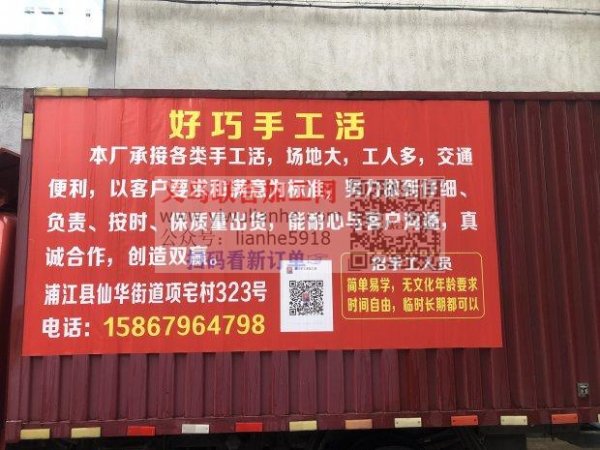 好巧手工活
本厂承接各类手工活，场地大，工人多，交通
便利，以客户要求和满意为标准，努力做到仔细、
负责、按时、保质量出货，能耐心与客户沟通，真
诚合作，创造双赢。
招手工人员
简单易学，无文化年龄要求
时间自由，临时长期都可以
浦江县仙华街道项宅村323号
电话：15867964798
公众号：lianhe5918
扫码看新订单